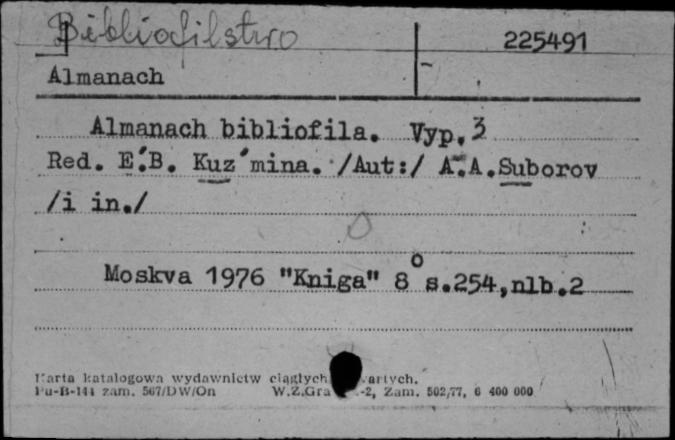 Bibliofilstwo
225491
Almanach
Almanach bibliofila. Vyp. 3
Red. E.B. Kuz'mina. /Aut:/ A.A.Suborov
/i in./
Moskva 1976 "Kniga" 8° s.254,nlb.2
Karta katalogowa wydawnictw ciągłych
Pu-B-144 zam. 567/DW/On W.Z.Gra -2, Zam. 502/77, 6 400 000